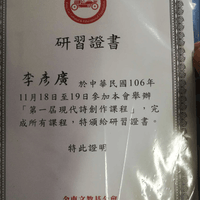 研習證書
李彥廣 於中華民國106年
11月18日至19日參加本會舉辦
「第一屆現代詩創作課程」，完
成所有課程，特頒給研習證書。
特此證明